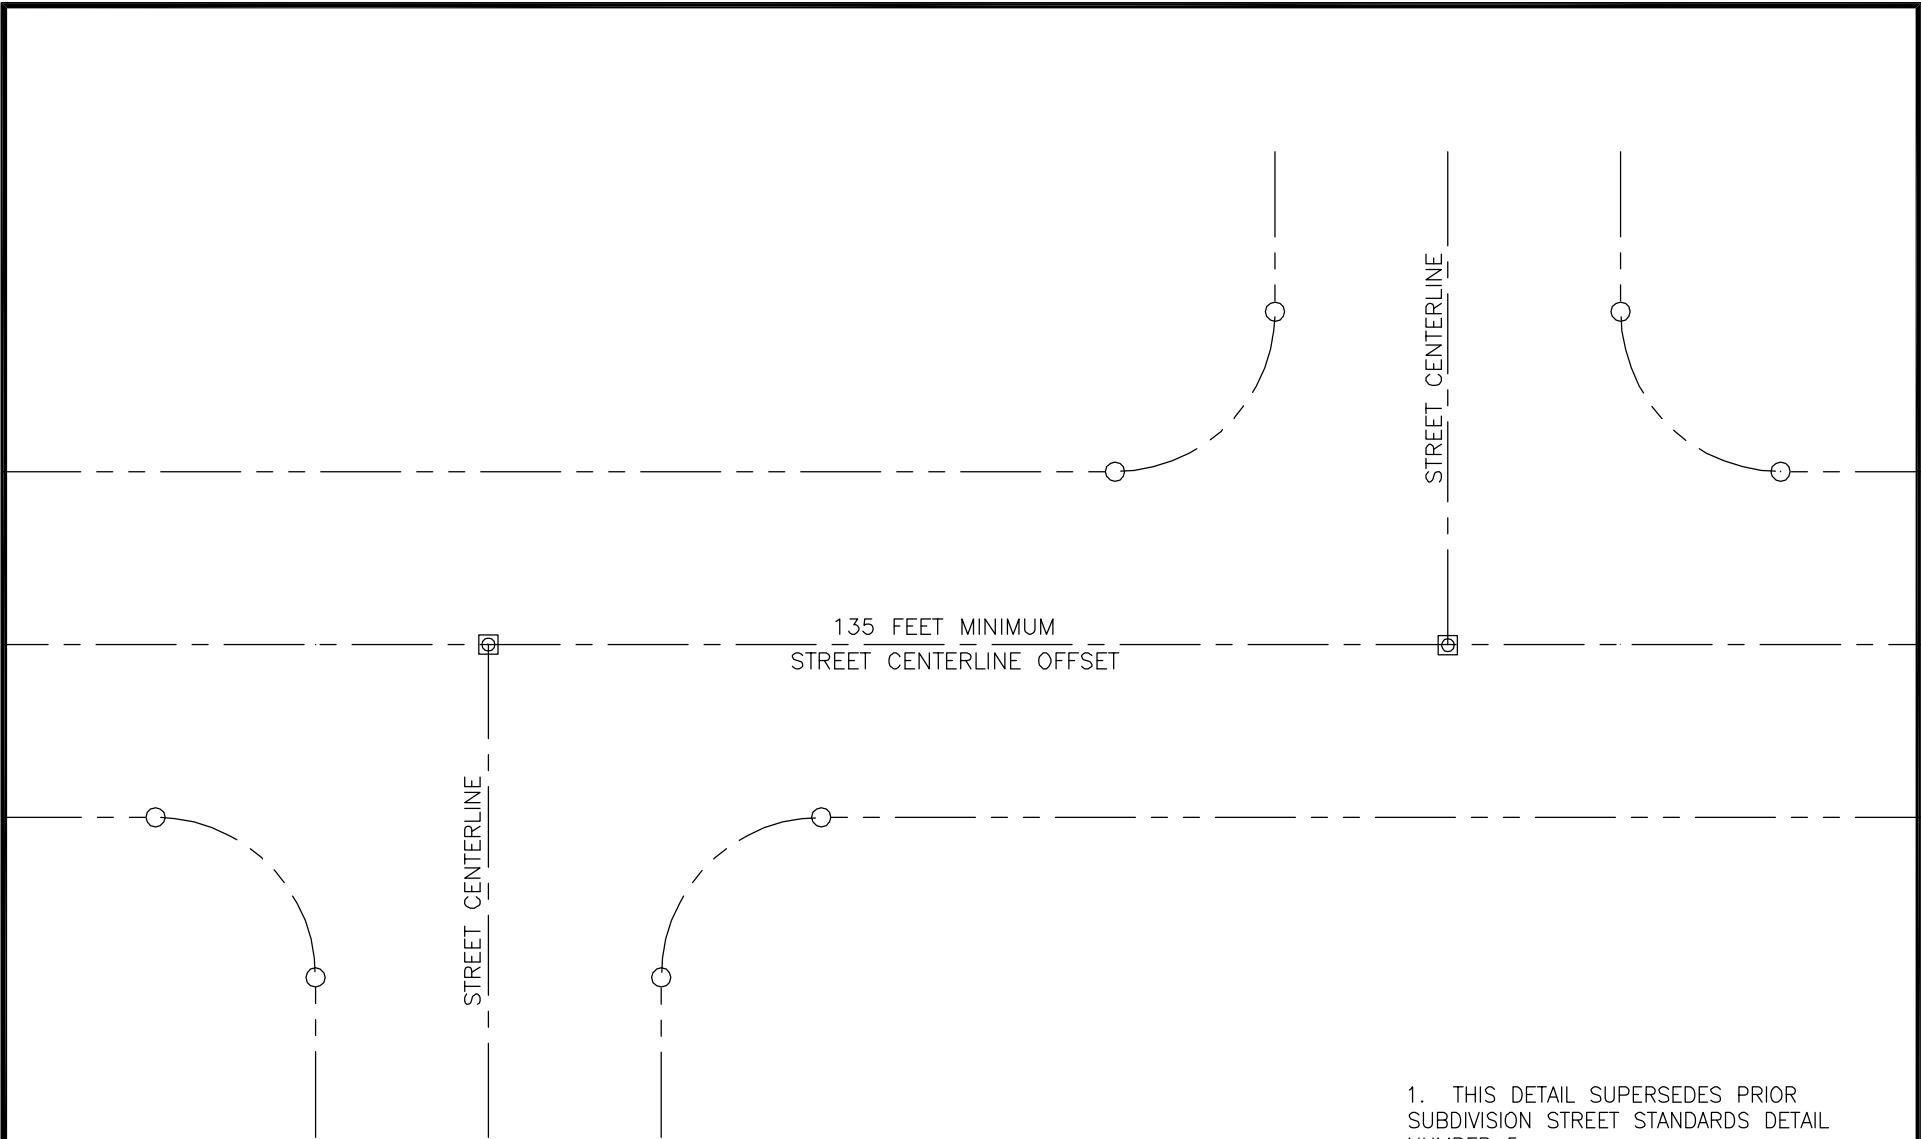 STREET CENTERLINE
135 FEET MINIMUM
STREET CENTERLINE OFFSET
STREET CENTERLINE
1. THIS DETAIL SUPERSEDES PRIOR
SUBDIVISION STREET STANDARDS DETAIL